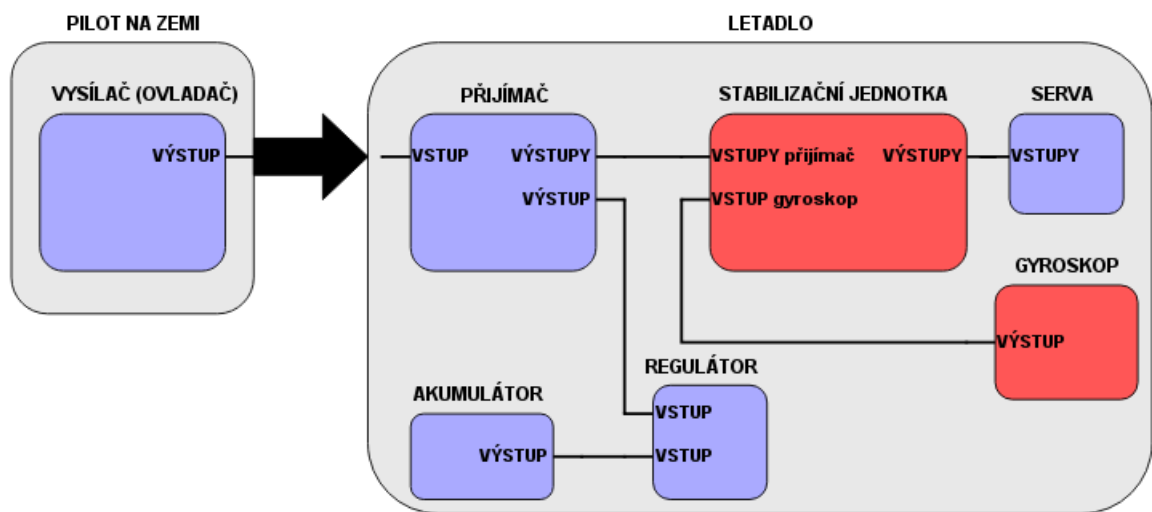 PILOT NA ZEMI
VYSÍLAČ (OVLADAČ)
VÝSTUP
LETADLO
PŘIJÍMAČ
VSTUP
VÝSTUPY
VÝSTUP
STABILIZAČNÍ JEDNOTKA
VSTUPY přijímač
VÝSTUPY
VSTUP gyroskop
SERVA
VSTUPY
GYROSKOP
VÝSTUP
AKUMULÁTOR
VÝSTUP
REGULÁTOR
VSTUP
VSTUP